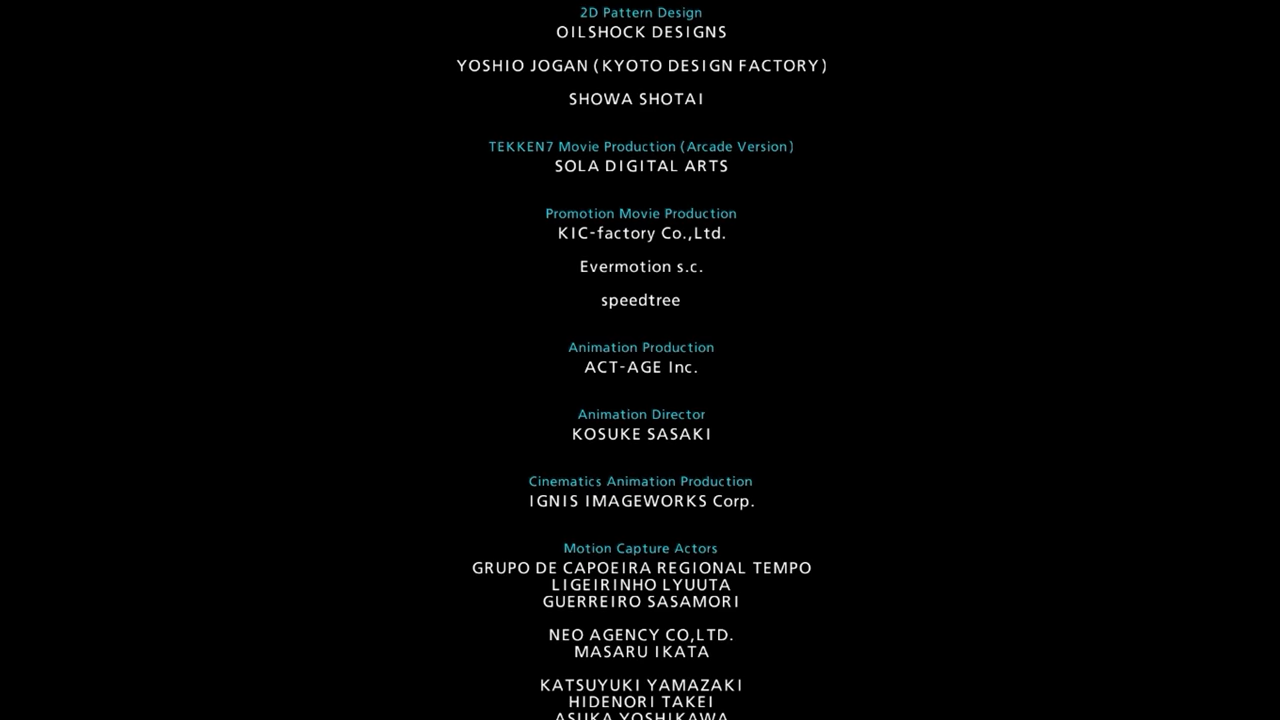 2D Pattern Design
OILSHOCK DESIGNS
YOSHIO JOGAN (KYOTO DESIGN FACTORY)
SHOWA SHOTAI
TEKKEN7 Movie Production (Arcade Version)
SOLA DIGITAL ARTS
Promotion Movie Production
KIC-factory Co.,Ltd.
Evermotion s.c.
speedtree
Animation Production
ACT-AGE Inc.
Animation Director
KOSUKE SASAKI
Cinematics Animation Production
IGNIS IMAGEWORKS Corp.
Motion Capture Actors
GRUPO DE CAPOEIRA REGIONAL TEMPO
LIGEIRINHO LYUUTA
GUERREIRO SASAMORI
NEO AGENCY CO,LTD.
MASARU IKATA
KATSUYUKI YAMAZAKI
HIDENORI TAKEI
ASUKA YOSHIKAWA